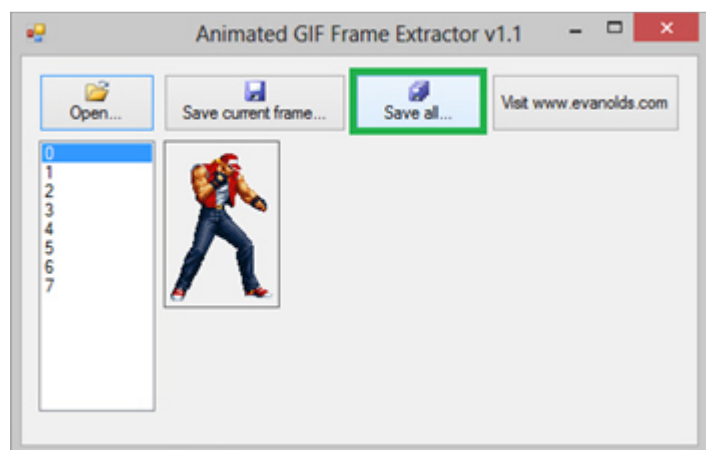 Animated GIF Frame Extractor v1.1
Open...
Save current frame...
Save all...
Visit www.evanolds.com
0
1
2
3
4
5
6
7